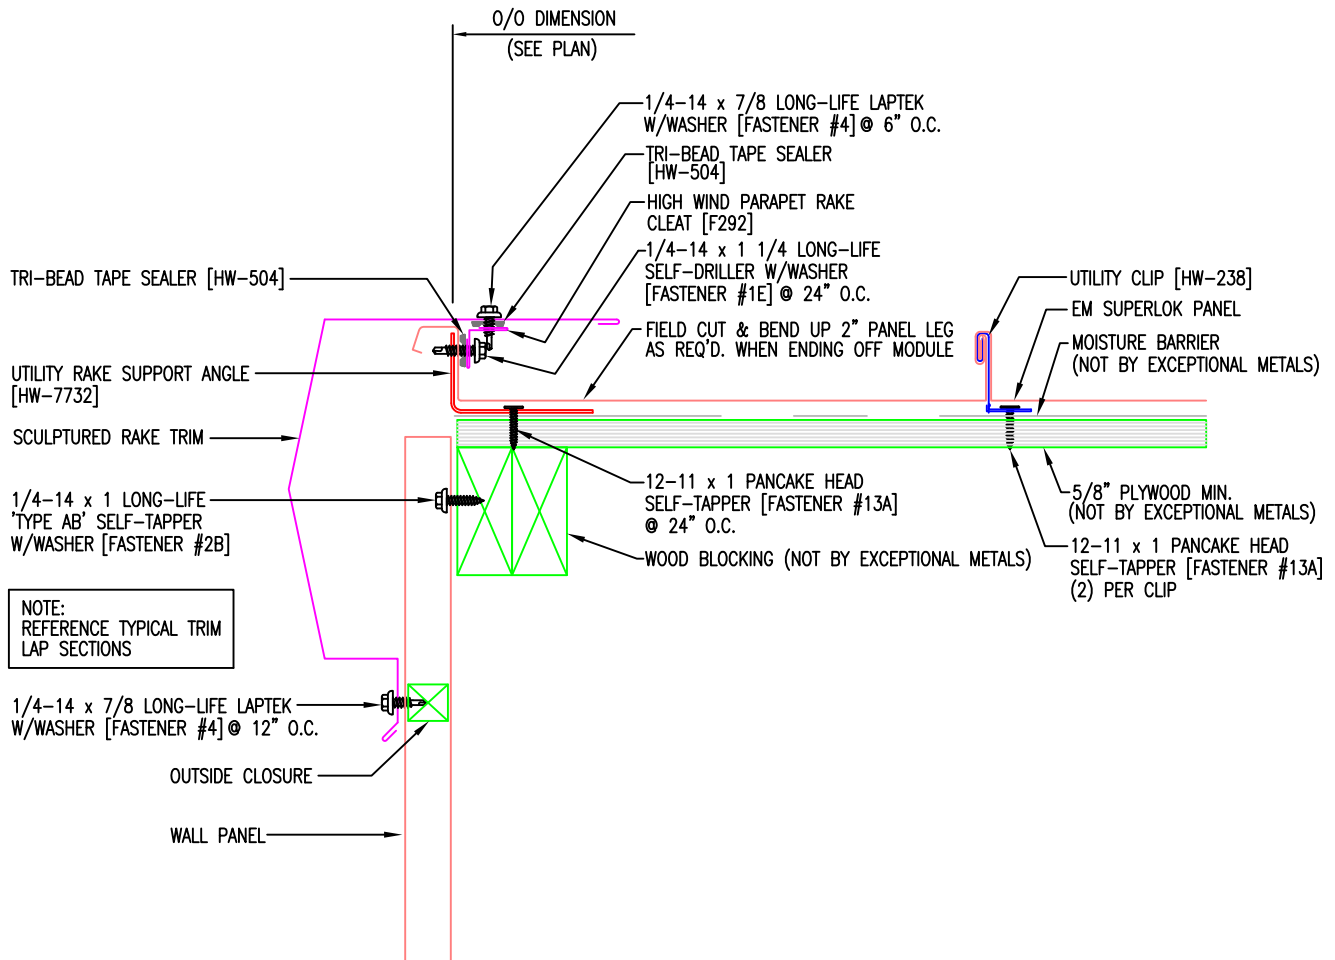 O/O DIMENSION
(SEE PLAN)
1/4-14 x 7/8 LONG-LIFE LAPTEK
W/WASHER [FASTENER #4] @ 6" O.C.
TRI-BEAD TAPE SEALER
[HW-504]
HIGH WIND PARAPET RAKE
CLEAT [F292]
1/4-14 x 1 1/4 LONG-LIFE
SELF-DRILLER W/WASHER
[FASTENER #1E] @ 24" O.C.
FIELD CUT & BEND UP 2" PANEL LEG
AS REQ'D. WHEN ENDING OFF MODULE
TRI-BEAD TAPE SEALER [HW-504]
UTILITY RAKE SUPPORT ANGLE
[HW-7732]
SCULPTURED RAKE TRIM
1/4-14 x 1 LONG-LIFE
'TYPE AB' SELF-TAPPER
W/WASHER [FASTENER #2B]
NOTE:
REFERENCE TYPICAL TRIM
LAP SECTIONS
1/4-14 x 7/8 LONG-LIFE LAPTEK
W/WASHER [FASTENER #4] @ 12" O.C.
OUTSIDE CLOSURE
WALL PANEL
12-11 x 1 PANCAKE HEAD
SELF-TAPPER [FASTENER #13A]
@ 24" O.C.
WOOD BLOCKING (NOT BY EXCEPTIONAL METALS)
UTILITY CLIP [HW-238]
EM SUPERLOK PANEL
MOISTURE BARRIER
(NOT BY EXCEPTIONAL METALS)
5/8" PLYWOOD MIN.
(NOT BY EXCEPTIONAL METALS)
12-11 x 1 PANCAKE HEAD
SELF-TAPPER [FASTENER #13A]
(2) PER CLIP